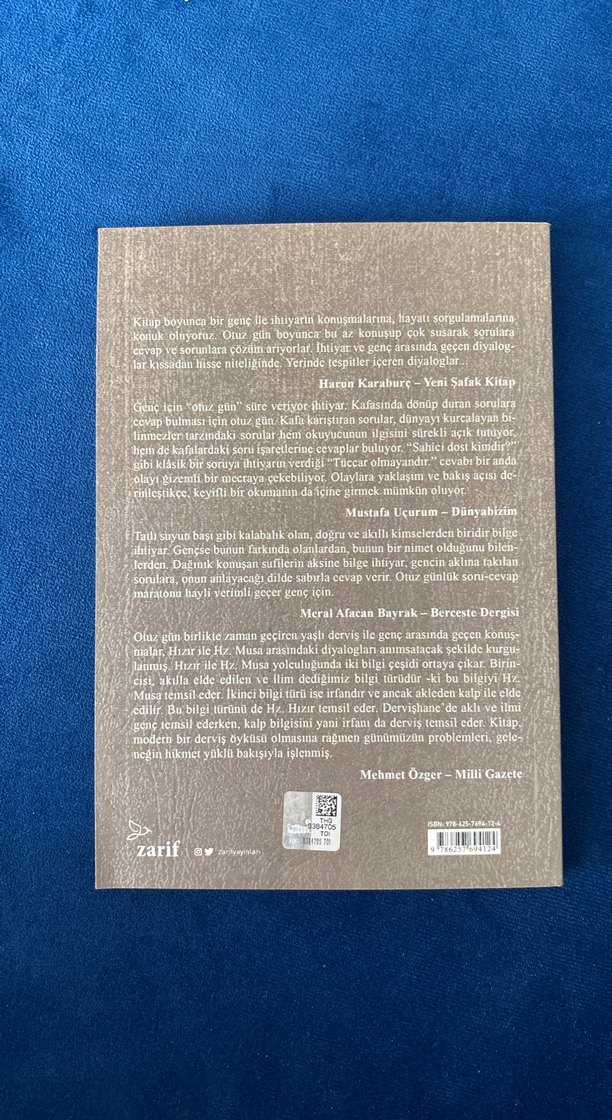 Kitap boyunca bir genç ile ihtiyarın konuşmalarına, hayatı sorgulamalarına
konuk oluyoruz. Otuz gün boyunca bu az konuşup çok susarak sorulara
cevap ve sorunlara çözüm arıyorlar. İhtiyar ve genç arasında geçen diyalog-
lar kıssadan hisse niteliğinde. Yerinde tespitler içeren diyaloglar...
Harun Karaburç – Yeni Şafak Kitap
Genç için “otuz gün” süre veriyor ihtiyar. Kafasında dönüp duran sorulara
cevap bulması için otuz gün. Kafa karıştıran sorular, dünyayı kurcalayan bi-
linmezler tarzındaki sorular hem okuyucunun ilgisini sürekli açık tutuyor,
hem de kafalardaki soru işaretlerine cevaplar buluyor. “Sahici dost kimdir?”
gibi klâsik bir soruya ihtiyarın verdiği “Tüccar olmayandır.” cevabı bir anda
olayı gizemli bir mecraya çekebiliyor. Olaylara yaklaşım ve bakış açısı de-
rinleştikçe, keyifli bir okumanın da içine girmek mümkün oluyor.
Mustafa Uçurum – Dünyabizim
Tatlı suyun başı gibi kalabalık olan, doğru ve akıllı kimselerden biridir bilge
ihtiyar. Gençse bunun farkında olanlardan, bunun bir nimet olduğunu bilen-
lerden. Dağınık konuşan sufilerin aksine bilge ihtiyar, gencin aklına takılan
sorulara, onun anlayacağı dilde sabırla cevap verir. Otuz günlük soru-cevap
maratonu hayli verimli geçer genç için.
Meral Afacan Bayrak – Berceste Dergisi
Otuz gün birlikte zaman geçiren yaşlı derviş ile genç arasında geçen konuş-
malar, Hızır ile Hz. Musa arasındaki diyalogları anımsatacak şekilde kurgu-
lanmış. Hızır ile Hz. Musa yolculuğunda iki bilgi çeşidi ortaya çıkar. Birin-
cisi, akılla elde edilen ve ilim dediğimiz bilgi türüdür -ki bu bilgiyi Hz.
Musa temsil eder. İkinci bilgi türü ise irfandır ve ancak akleden kalp ile elde
edilir. Bu bilgi türünü de Hz. Hızır temsil eder. Dervişhane’de aklı ve ilmi
genç temsil ederken, kalp bilgisini yani irfanı da derviş temsil eder. Kitap,
modern bir derviş öyküsü olmasına rağmen günümüzün problemleri, gele-
neğin hikmet yüklü bakışıyla işlenmiş.
Mehmet Özger – Milli Gazete
zarif
zarifyayinlari
THG
0384705
TDI
0384705 TDI
ISBN: 978-625-7694-12-4
9 786257 694124